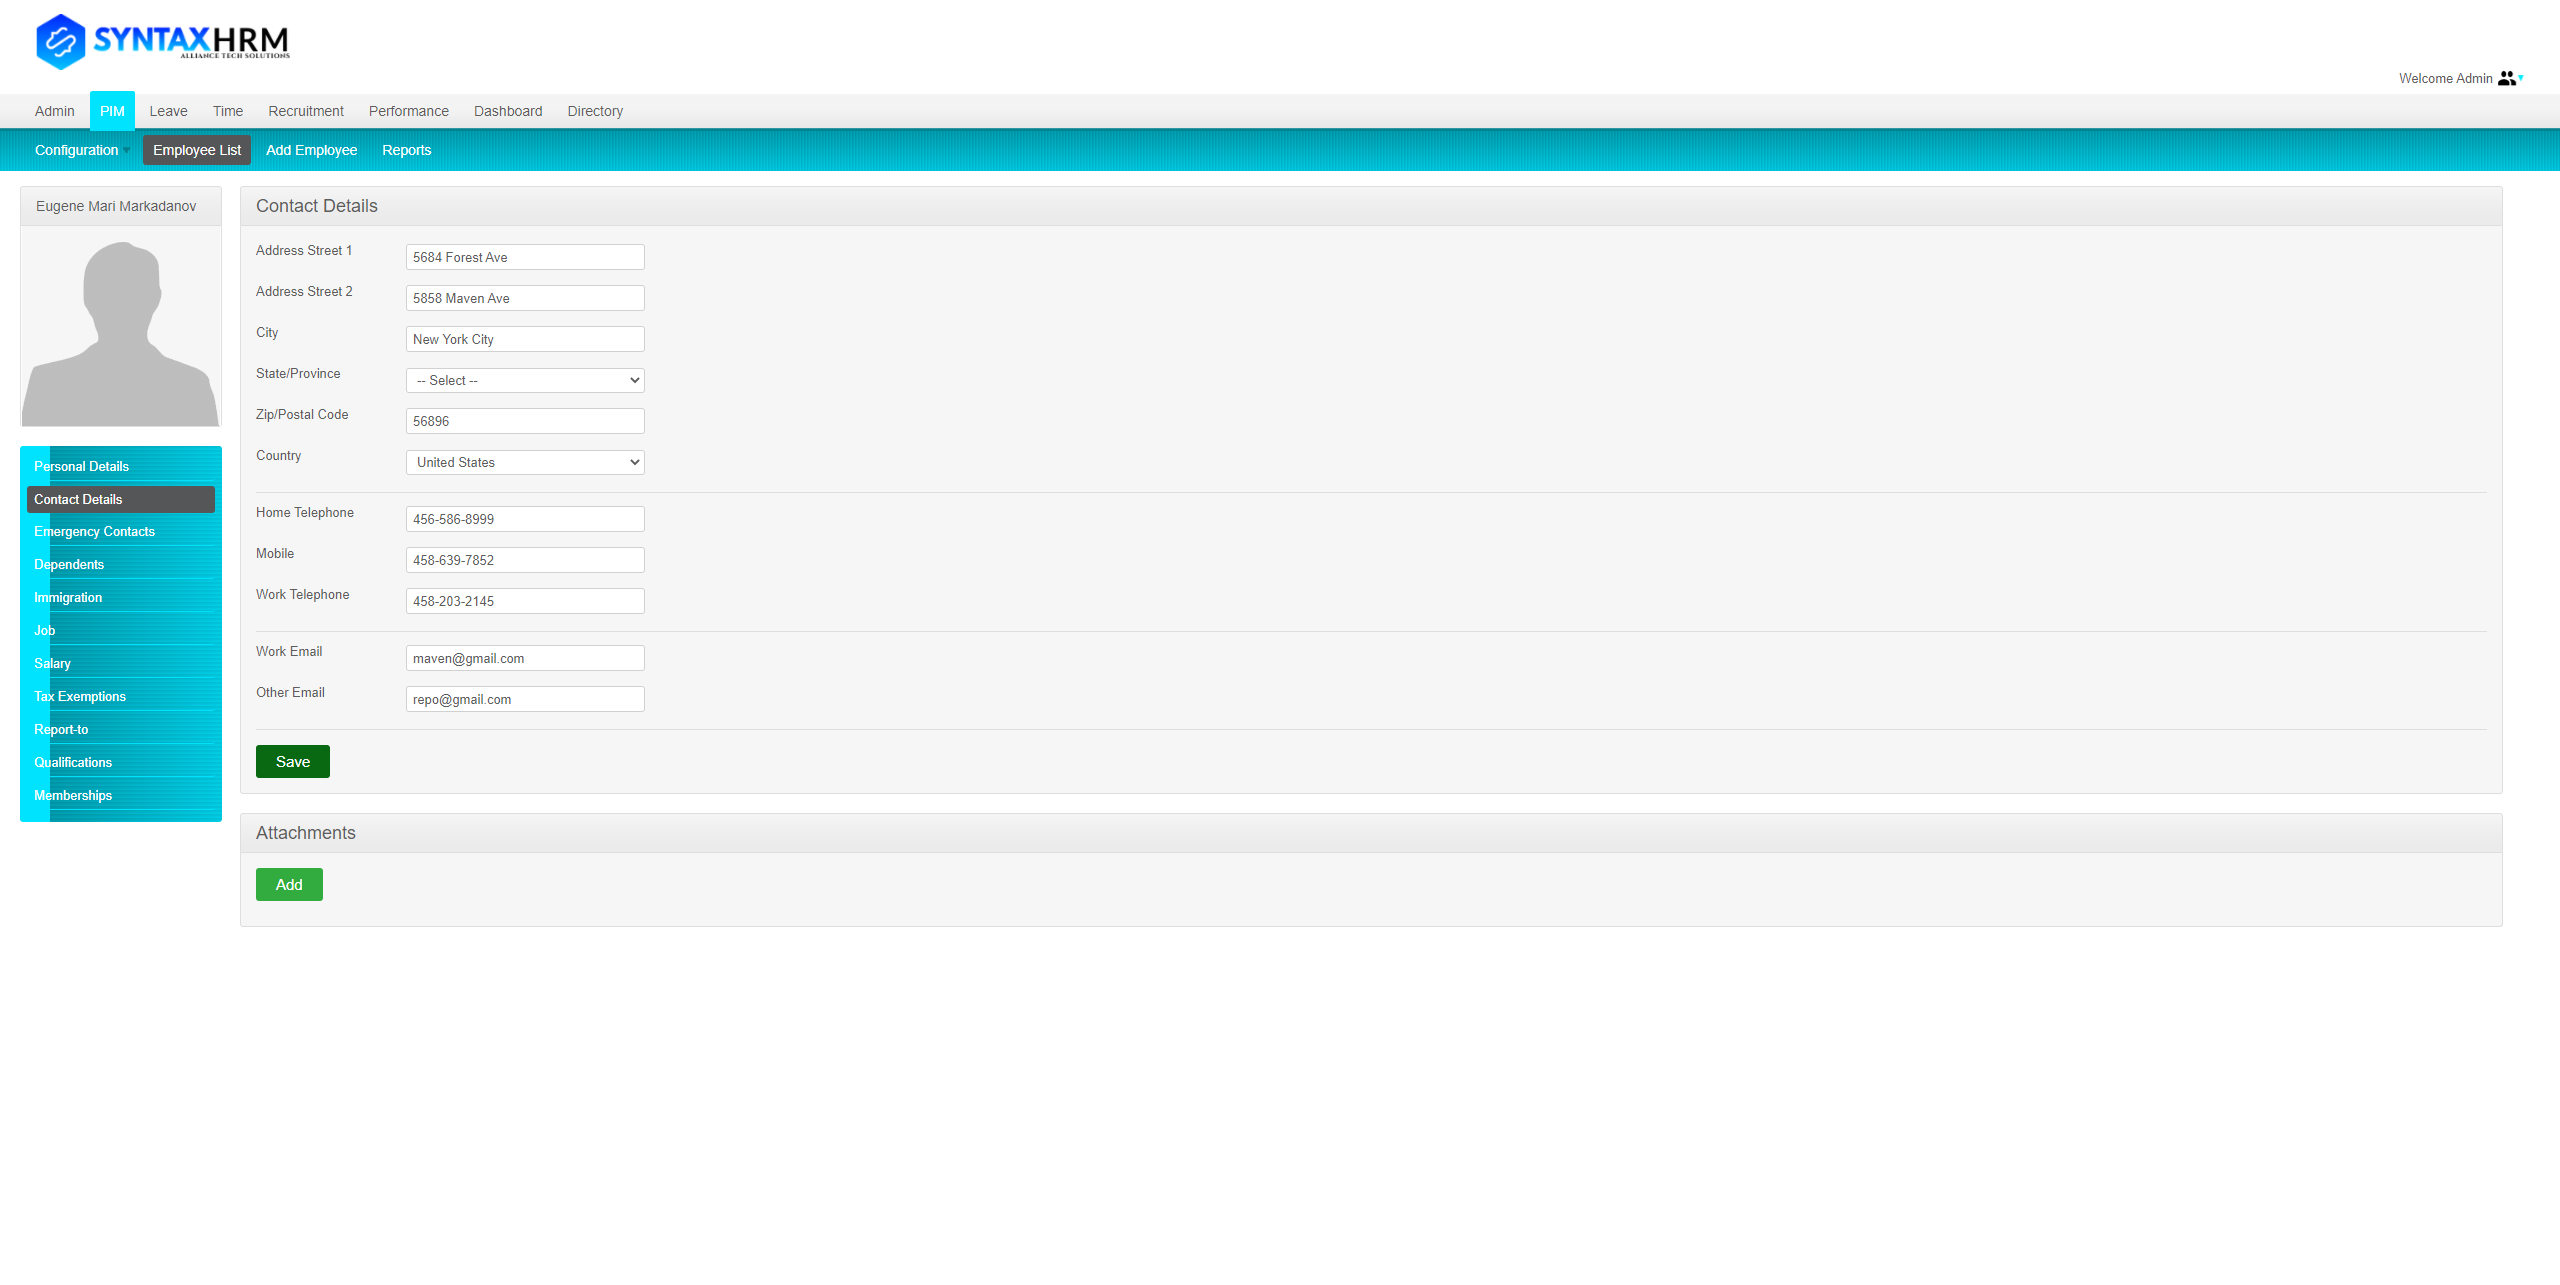 SYNTAXHRM
ALLIANCE TECH SOLUTIONS
Welcome Admin
Admin PIM Leave Time Recruitment Performance Dashboard Directory
Configuration Employee List Add Employee Reports
Eugene Mari Markadanov
Personal Details
Contact Details
Emergency Contacts
Dependents
Immigration
Job
Salary
Tax Exemptions
Report-to
Qualifications
Memberships
Contact Details
Address Street 1 5684 Forest Ave
Address Street 2 5858 Maven Ave
City New York City
State/Province -- Select --
Zip/Postal Code 56896
Country United States
Home Telephone 456-586-8999
Mobile 458-639-7852
Work Telephone 458-203-2145
Work Email maven@gmail.com
Other Email repo@gmail.com
Save
Attachments
Add